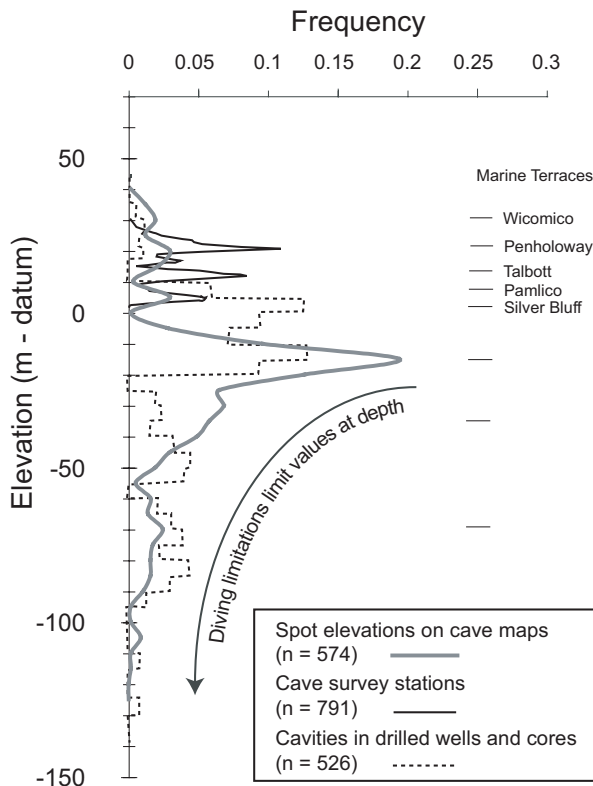 Frequency
0 0.05 0.1 0.2 0.25 0.3
Elevation (m - datum)
50
0
-50
-100
-150
Marine Terraces
Wicomico
Penholoway
Talbott
Pamlico
Silver Bluff
Diving limitations limit values at depth
Spot elevations on cave maps
(n = 574)
Cave survey stations
(n = 791)
Cavities in drilled wells and cores
(n = 526)